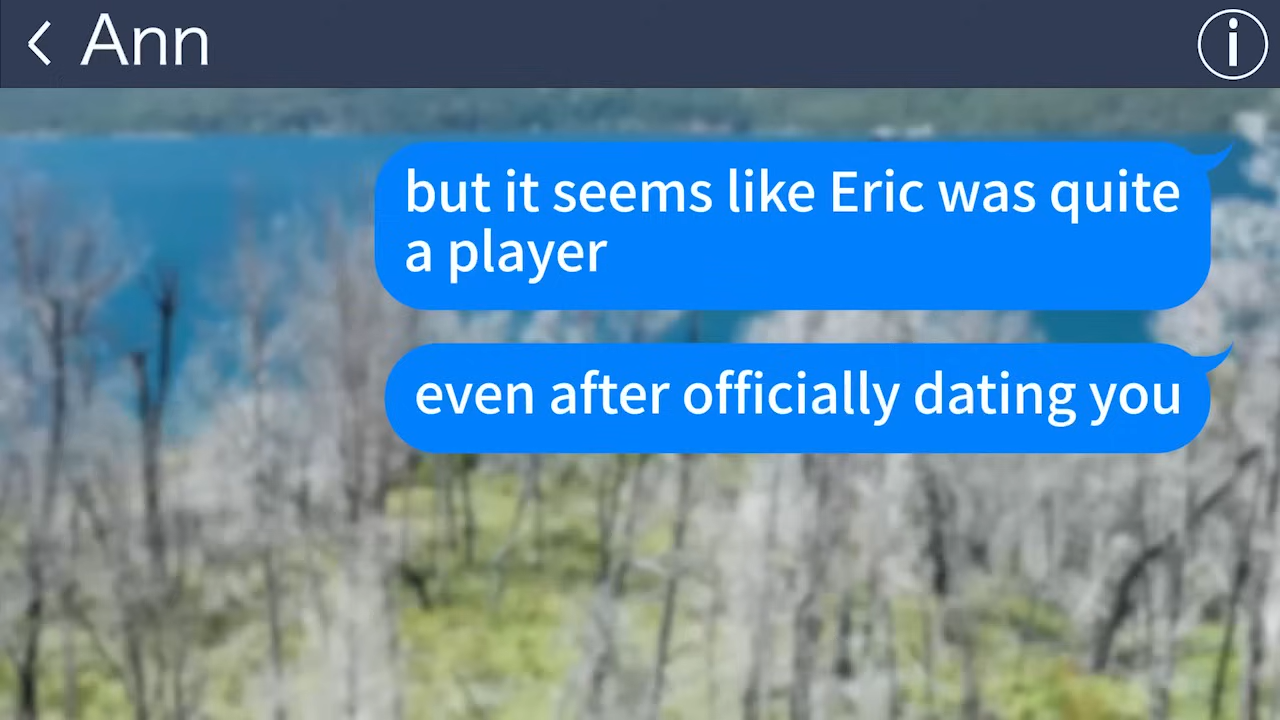 Ann
but it seems like Eric was quite
a player
even after officially dating you